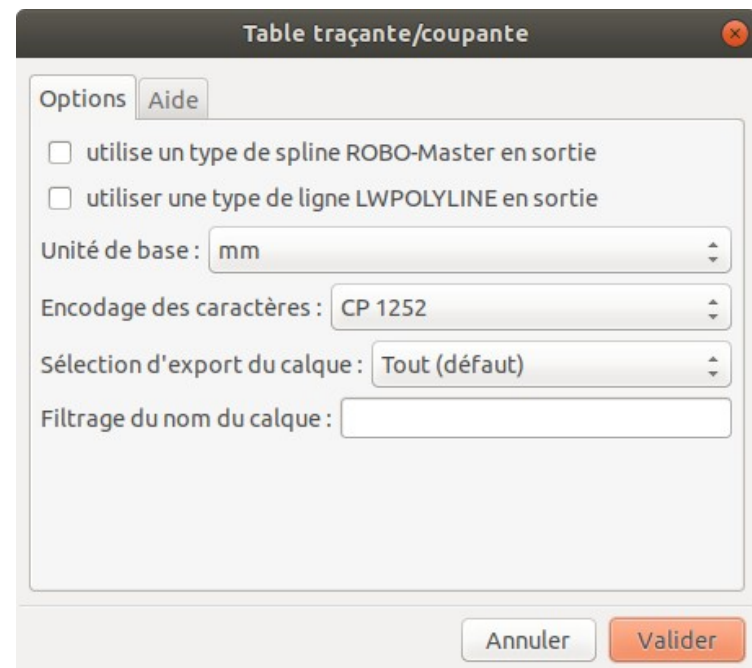 Table traçante/coupante
Options Aide
utilise un type de spline ROBO-Master en sortie
utiliser une type de ligne LWPOLYLINE en sortie
Unité de base : mm
Encodage des caractères : CP 1252
Sélection d'export du calque : Tout (défaut)
Filtrage du nom du calque :
Annuler Valider